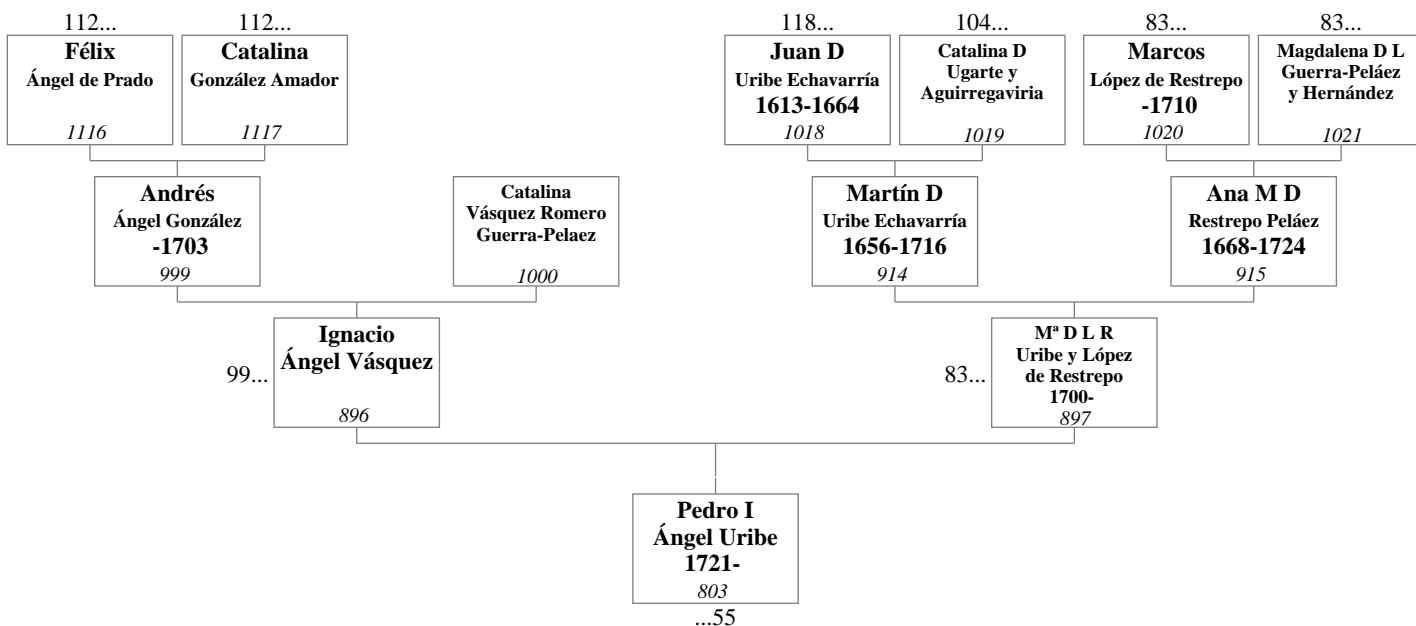 112...
112...
118...
104...
83...
83...
Félix
Ángel de Prado
1116
Catalina
González Amador
1117
Juan D
Uribe Echavarría
1613-1664
1018
Catalina D
Ugarte y
Aguirregaviria
1019
Marcos
López de Restrepo
-1710
1020
Magdalena D L
Guerra-Peláez
y Hernández
1021
Andrés
Ángel González
-1703
999
Catalina
Vásquez Romero
Guerra-Pelaez
1000
Martín D
Uribe Echavarría
1656-1716
914
Ana M D
Restrepo Peláez
1668-1724
915
99...
Ignacio
Ángel Vásquez
896
83...
Mª D L R
Uribe y López
de Restrepo
1700-
897
Pedro I
Ángel Uribe
1721-
803
...55